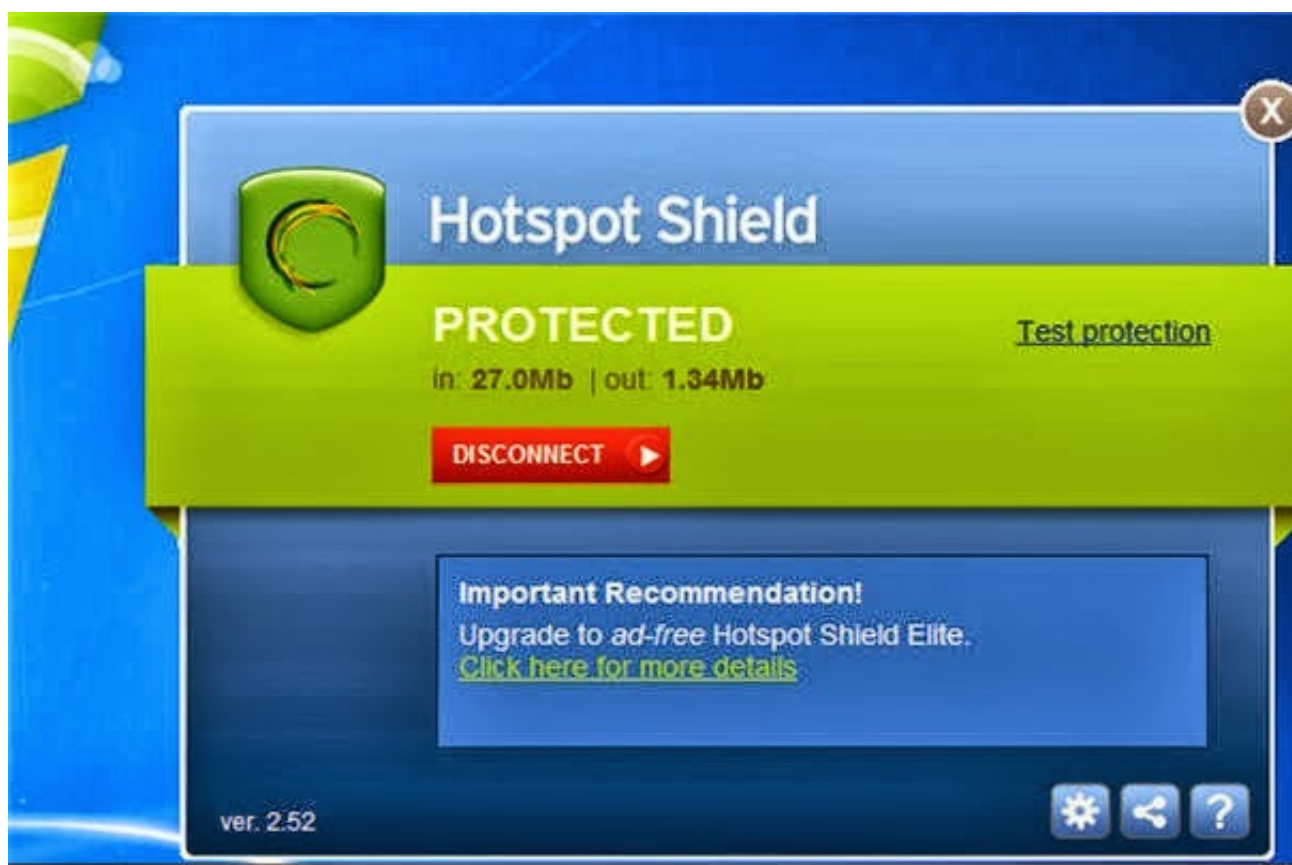 X
Hotspot Shield
PROTECTED
Test protection
in: 27.0Mb | out: 1.34Mb
DISCONNECT
Important Recommendation!
Upgrade to ad-free Hotspot Shield Elite.
Click here for more details
ver. 2.52
?